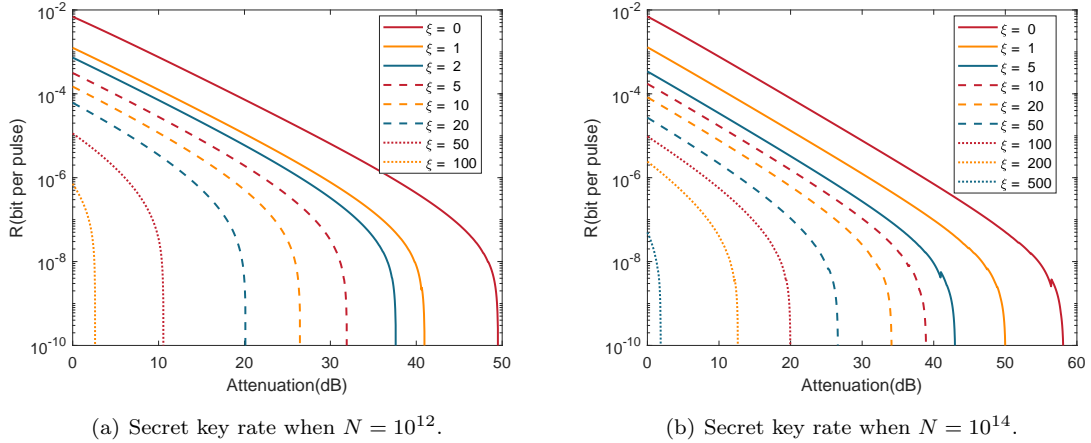 10^-2
10^-4
10^-6
10^-8
10^-10
R(bit per pulse)
0 10 20 30 40 50
Attenuation(dB)
ξ = 0
ξ = 1
ξ = 2
ξ = 5
ξ = 10
ξ = 20
ξ = 50
ξ = 100
(a) Secret key rate when N = 10^12.
10^-2
10^-4
10^-6
10^-8
10^-10
R(bit per pulse)
0 10 20 30 40 50 60
Attenuation(dB)
ξ = 0
ξ = 1
ξ = 5
ξ = 10
ξ = 20
ξ = 50
ξ = 100
ξ = 200
ξ = 500
(b) Secret key rate when N = 10^14.